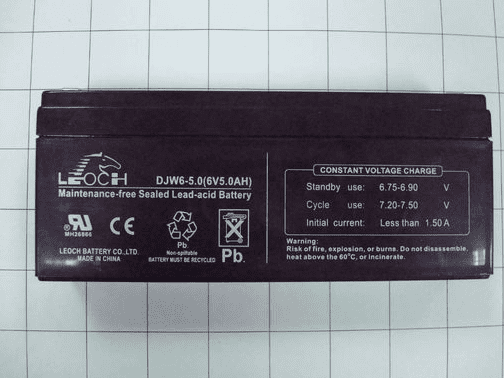 LEOCH
DJW6-5.0(6V5.0AH)
Maintenance-free Sealed Lead-acid Battery
MH26866
CE
LEOCH BATTERY CO.,LTD.
MADE IN CHINA
Pb
Non-spillable
BATTERY MUST BE RECYCLED
Pb.
CONSTANT VOLTAGE CHARGE
Standby use: 6.75-6.90 V
Cycle use: 7.20-7.50 V
Initial current: Less than 1.50 A
Warning:
Risk of fire, explosion, or burns. Do not disassemble,
heat above the 60°C, or incinerate.